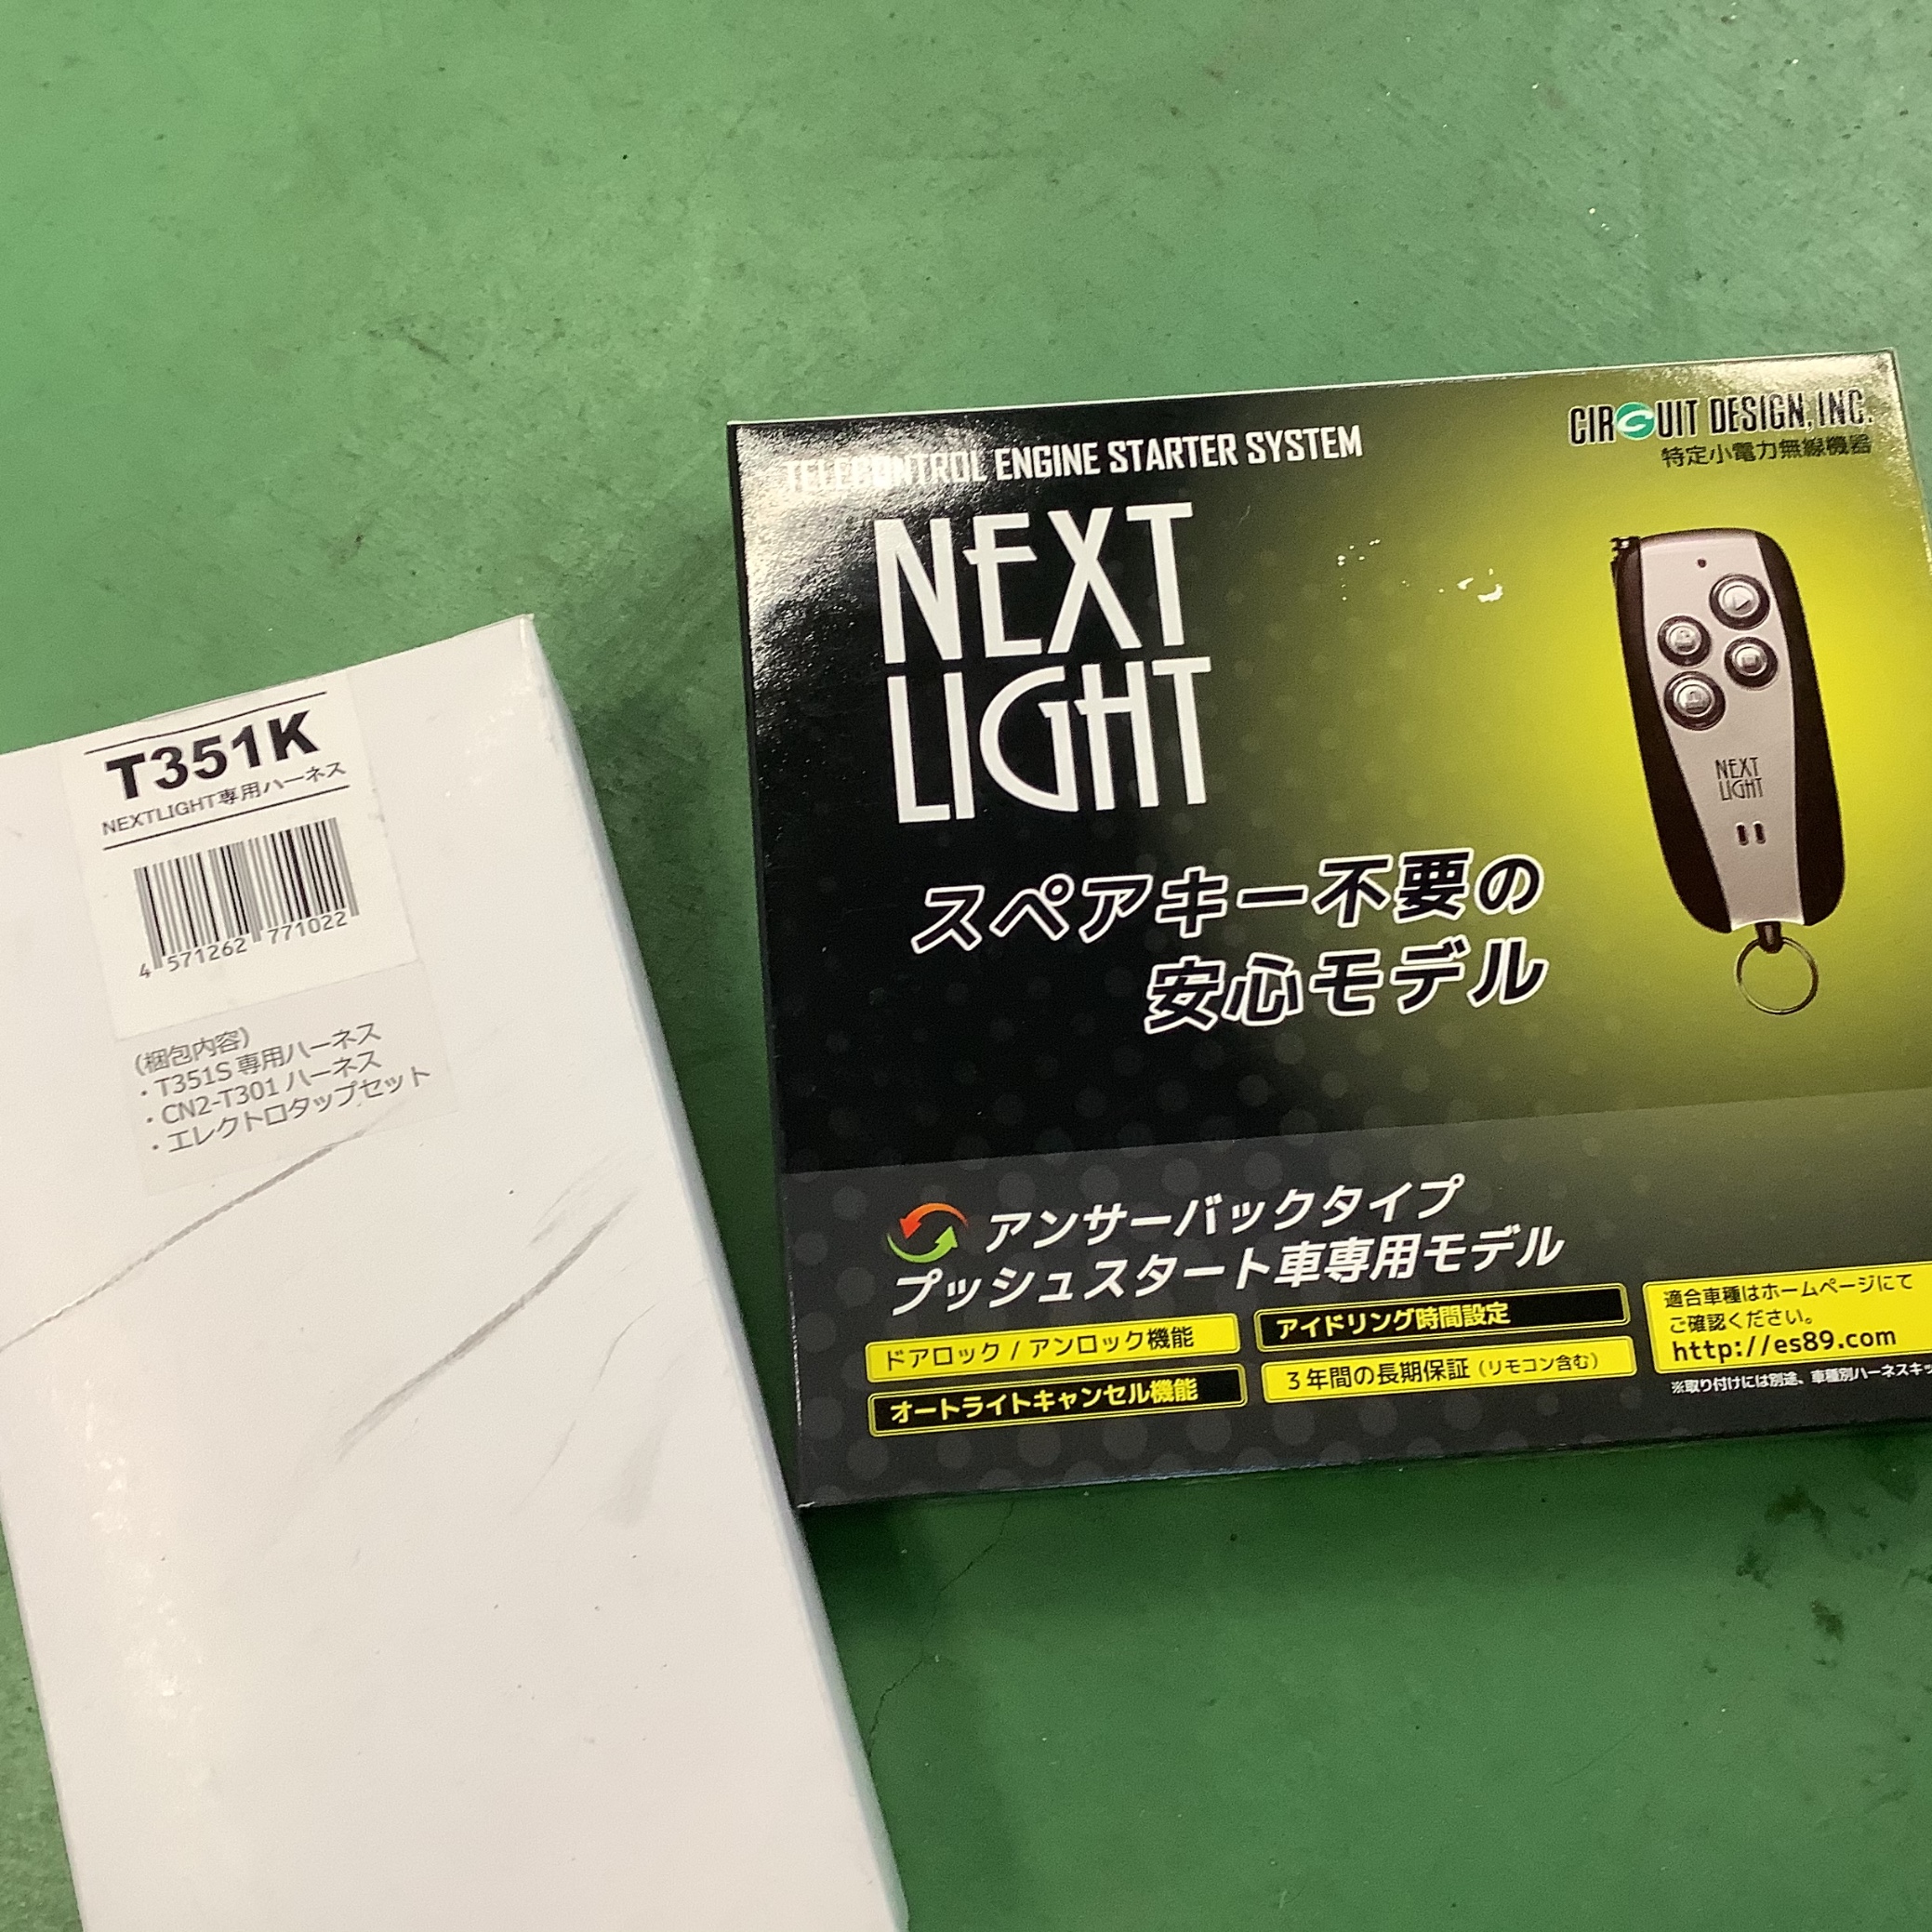 T351K
NEXTLIGHT専用ハーネス
4 571262 771022
(梱包内容)
・T351S 専用ハーネス
・CN2-T301 ハーネス
・エレクトロタップセット
TELECONTROL ENGINE STARTER SYSTEM
CIRCUIT DESIGN, INC.
特定小電力無線機器
NEXT
LIGHT
NEXT
LIGHT
スペアキー不要の
安心モデル
アンサーバックタイプ
プッシュスタート車専用モデル
ドアロック / アンロック機能
アイドリング時間設定
オートライトキャンセル機能
3年間の長期保証（リモコン含む）
適合車種はホームページにて
ご確認ください。
http://es89.com
※取り付けには別途、車種別ハーネスキッ